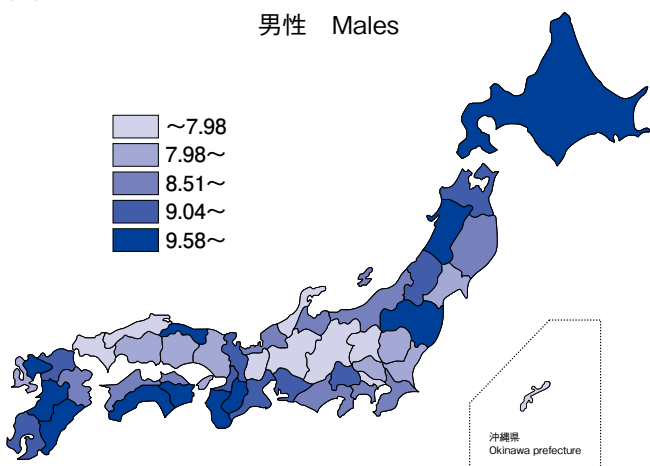 男性　Males
～7.98
7.98～
8.51～
9.04～
9.58～
沖縄県
Okinawa prefecture